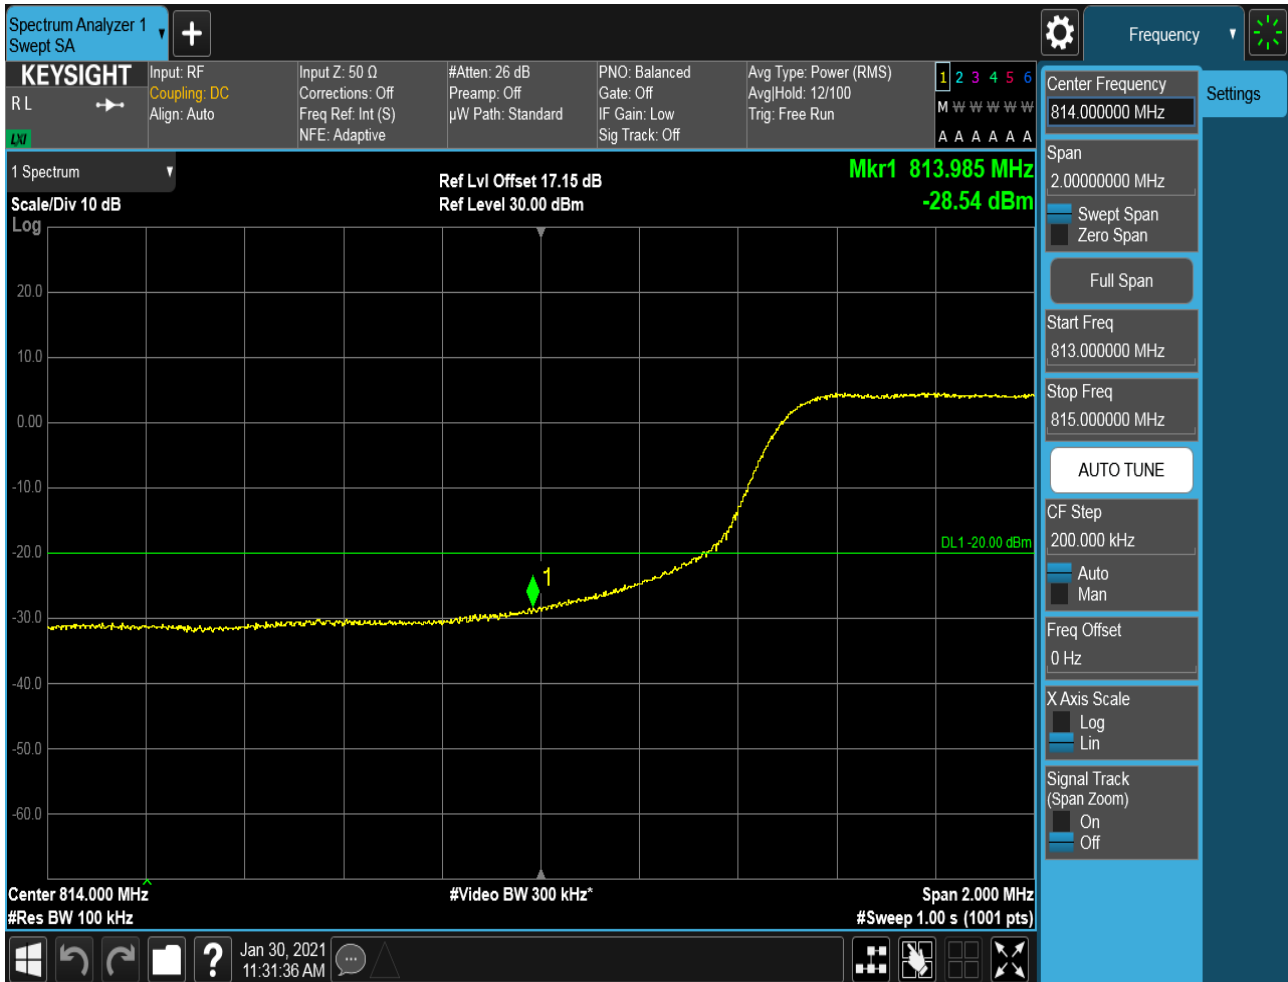 Spectrum Analyzer 1
Swept SA
Frequency
KEYSIGHT
R L
LXI
Input: RF
Coupling: DC
Align: Auto
Input Z: 50 Ω
Corrections: Off
Freq Ref: Int (S)
NFE: Adaptive
#Atten: 26 dB
Preamp: Off
µW Path: Standard
PNO: Balanced
Gate: Off
IF Gain: Low
Sig Track: Off
Avg Type: Power (RMS)
Avg|Hold: 12/100
Trig: Free Run
1 2 3 4 5 6
M W W W W W
A A A A A A
1 Spectrum
Scale/Div 10 dB
Log
Ref Lvl Offset 17.15 dB
Ref Level 30.00 dBm
Mkr1 813.985 MHz
-28.54 dBm
20.0
10.0
0.00
-10.0
-20.0
-30.0
-40.0
-50.0
-60.0
DL1 -20.00 dBm
1
Center 814.000 MHz
#Res BW 100 kHz
#Video BW 300 kHz*
Span 2.000 MHz
#Sweep 1.00 s (1001 pts)
Center Frequency
814.000000 MHz
Settings
Span
2.00000000 MHz
Swept Span
Zero Span
Full Span
Start Freq
813.000000 MHz
Stop Freq
815.000000 MHz
AUTO TUNE
CF Step
200.000 kHz
Auto
Man
Freq Offset
0 Hz
X Axis Scale
Log
Lin
Signal Track
(Span Zoom)
On
Off
?
Jan 30, 2021
11:31:36 AM